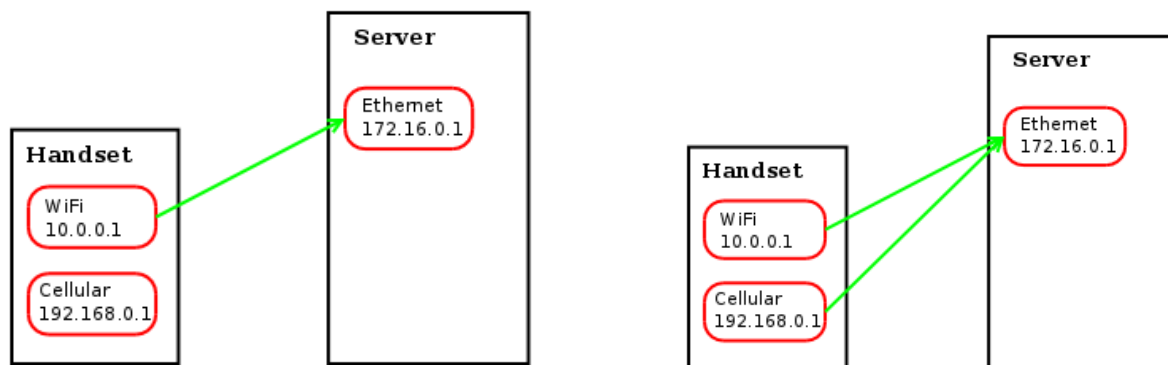 Server
Ethernet
172.16.0.1
Handset
WiFi
10.0.0.1
Cellular
192.168.0.1
Server
Ethernet
172.16.0.1
Handset
WiFi
10.0.0.1
Cellular
192.168.0.1